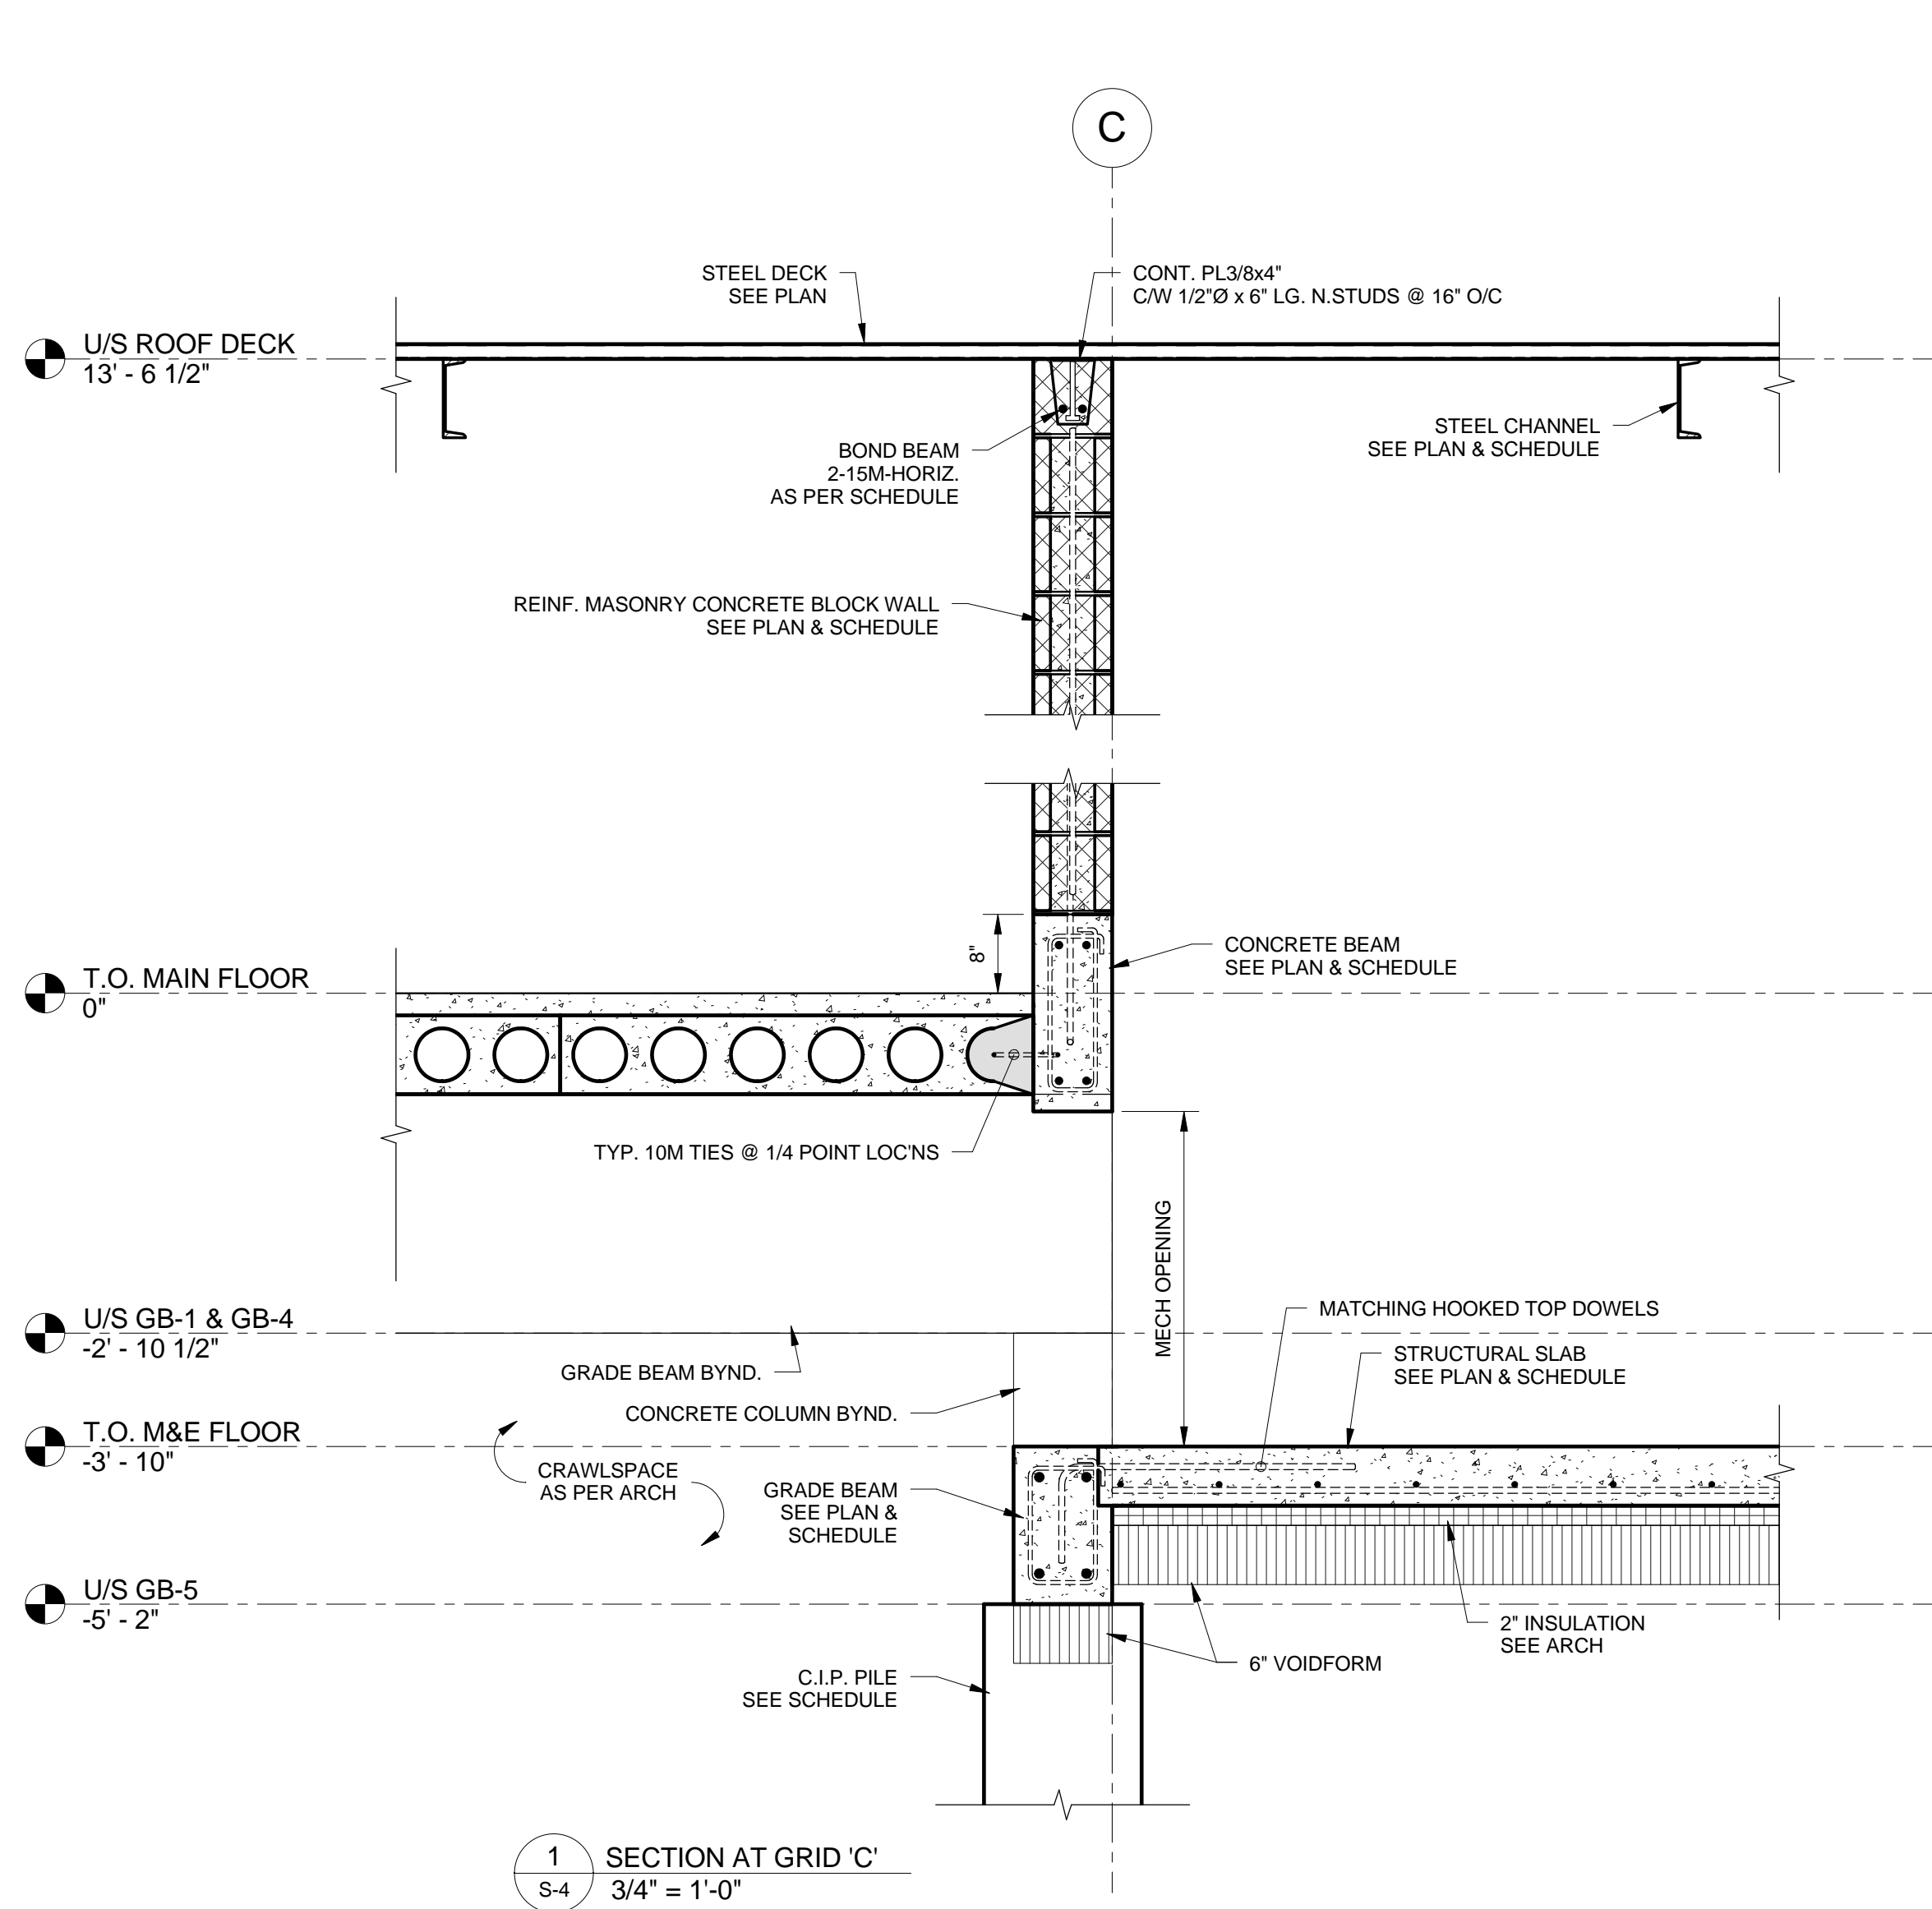 C
STEEL DECK
SEE PLAN
CONT. PL3/8x4"
C/W 1/2"Ø x 6" LG. N.STUDS @ 16" O/C
U/S ROOF DECK
13' - 6 1/2"
STEEL CHANNEL
SEE PLAN & SCHEDULE
BOND BEAM
2-15M-HORIZ.
AS PER SCHEDULE
REINF. MASONRY CONCRETE BLOCK WALL
SEE PLAN & SCHEDULE
8"
CONCRETE BEAM
SEE PLAN & SCHEDULE
T.O. MAIN FLOOR
0"
TYP. 10M TIES @ 1/4 POINT LOC'NS
MECH OPENING
U/S GB-1 & GB-4
-2' - 10 1/2"
MATCHING HOOKED TOP DOWELS
STRUCTURAL SLAB
SEE PLAN & SCHEDULE
GRADE BEAM BYND.
CONCRETE COLUMN BYND.
T.O. M&E FLOOR
-3' - 10"
CRAWLSPACE
AS PER ARCH
GRADE BEAM
SEE PLAN &
SCHEDULE
U/S GB-5
-5' - 2"
2" INSULATION
SEE ARCH
6" VOIDFORM
C.I.P. PILE
SEE SCHEDULE
1
S-4
SECTION AT GRID 'C'
3/4" = 1'-0"